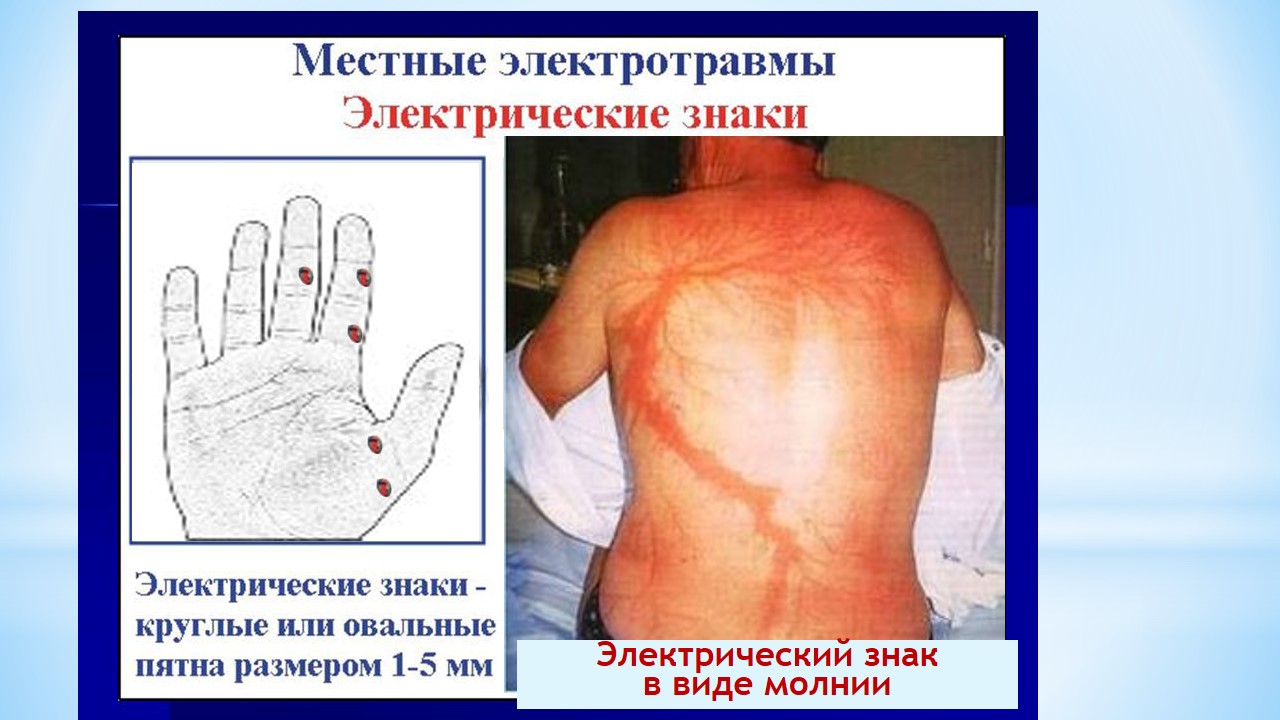 Местные электротравмы
Электрические знаки
Электрические знаки -
круглые или овальные
пятна размером 1-5 мм
Электрический знак
в виде молнии